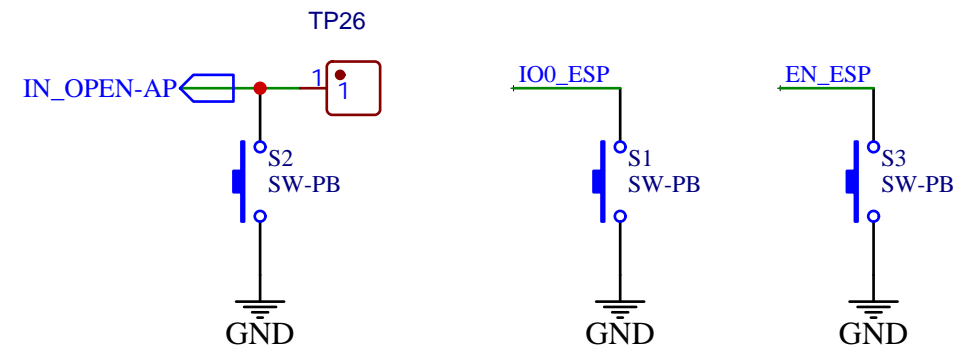 TP26
IN_OPEN-AP
1
1
IO0_ESP
EN_ESP
S2
SW-PB
S1
SW-PB
S3
SW-PB
GND
GND
GND